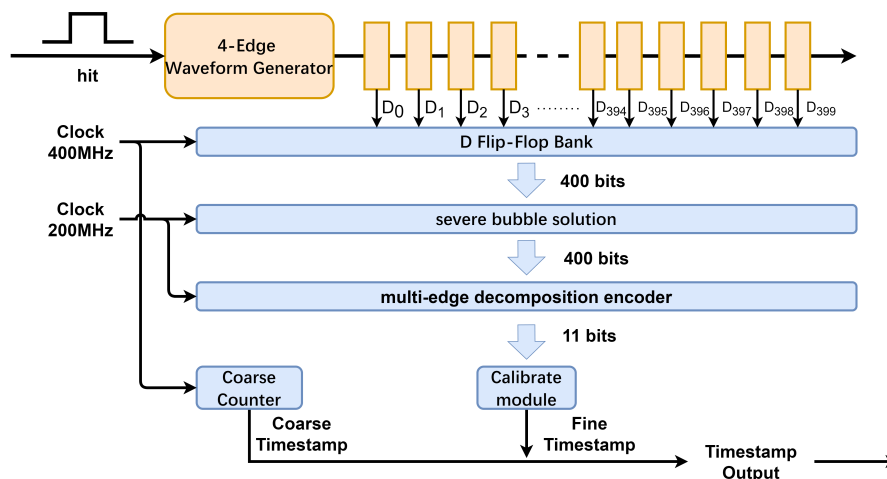 hit
4-Edge
Waveform Generator
D0 D1 D2 D3 ........ D394 D395 D396 D397 D398 D399
Clock
400MHz
D Flip-Flop Bank
400 bits
Clock
200MHz
severe bubble solution
400 bits
multi-edge decomposition encoder
11 bits
Coarse
Counter
Calibrate
module
Coarse
Timestamp
Fine
Timestamp
Timestamp
Output